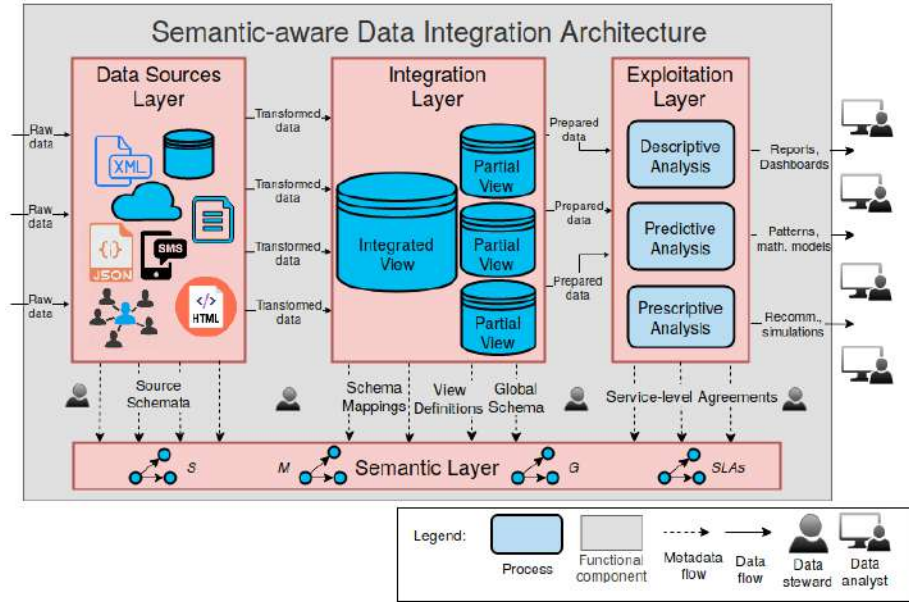 Semantic-aware Data Integration Architecture
Data Sources
Layer
Integration
Layer
Exploitation
Layer
Raw
data
Raw
data
Raw
data
XML
{:}
JSON
SMS
</>
HTML
Transformed
data
Transformed
data
Transformed
data
Transformed
data
Integrated
View
Partial
View
Partial
View
Partial
View
Prepared
data
Prepared
data
Prepared
data
Descriptive
Analysis
Predictive
Analysis
Prescriptive
Analysis
Reports,
Dashboards
Patterns,
math. models
Recomm.,
simulations
Source
Schemata
Schema
Mappings
View
Definitions
Global
Schema
Service-level Agreements
S
M
Semantic Layer
G
SLAs
Legend:
Process
Functional
component
Metadata
flow
Data
flow
Data
steward
Data
analyst